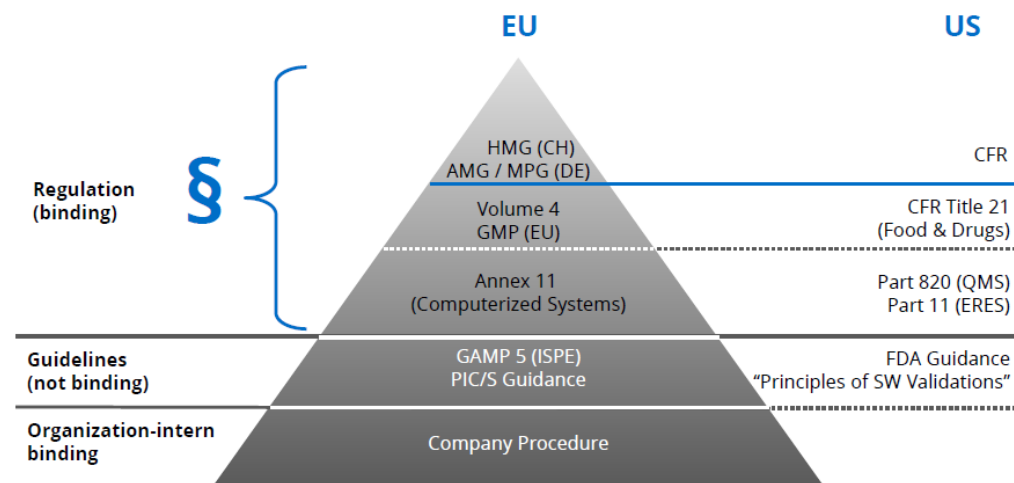 EU
US
HMG (CH)
AMG / MPG (DE)
CFR
Regulation
(binding)
§
Volume 4
GMP (EU)
CFR Title 21
(Food & Drugs)
Annex 11
(Computerized Systems)
Part 820 (QMS)
Part 11 (ERES)
Guidelines
(not binding)
GAMP 5 (ISPE)
PIC/S Guidance
FDA Guidance
“Principles of SW Validations”
Organization-intern
binding
Company Procedure